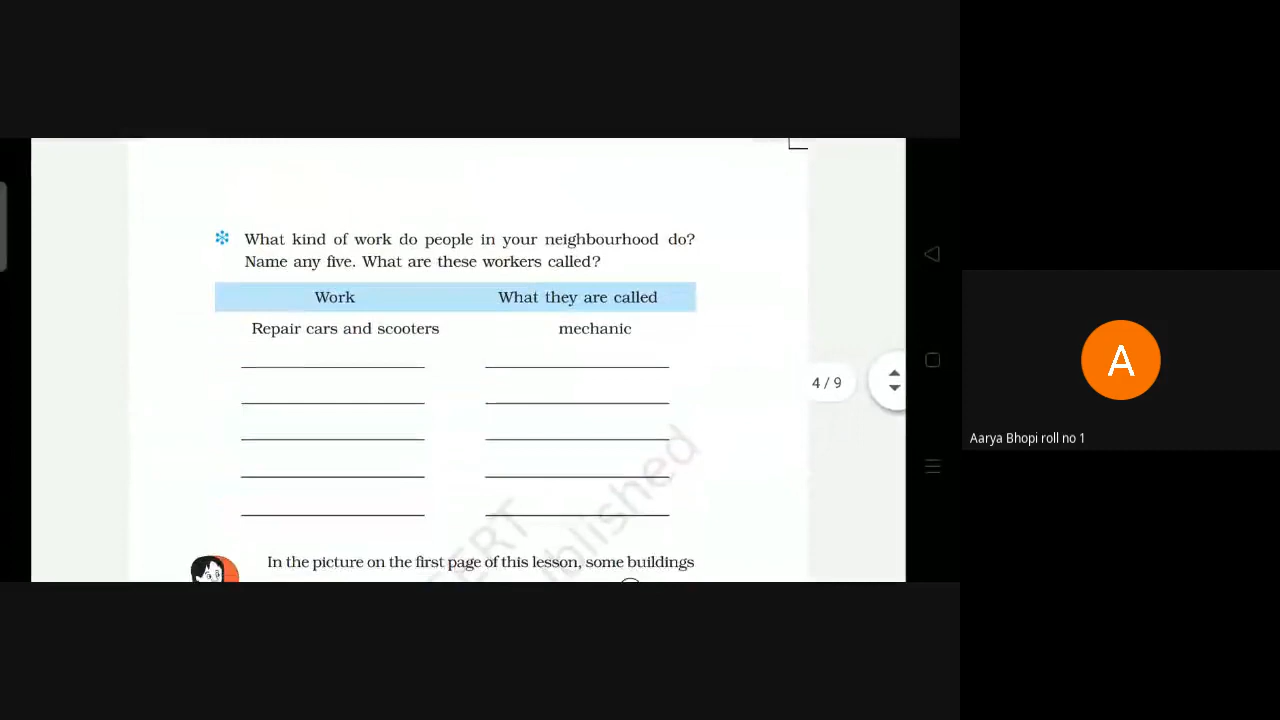 What kind of work do people in your neighbourhood do?
Name any five. What are these workers called?
Work What they are called
Repair cars and scooters mechanic
4 / 9
In the picture on the first page of this lesson, some buildings
A
Aarya Bhopi roll no 1